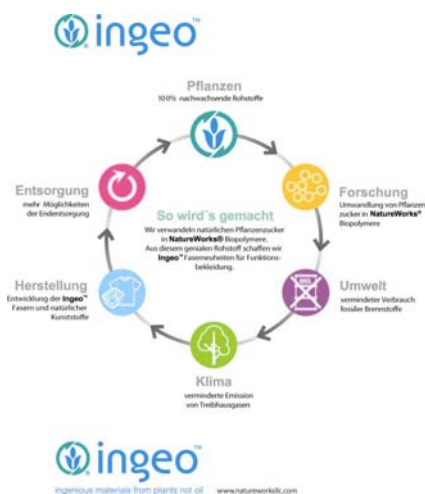 ingeo™
Pflanzen
100% nachwachsende Rohstoffe
Entsorgung
mehr Möglichkeiten
der Endentsorgung
Forschung
Umwandlung von Pflanzen
zucker in NatureWorks®
Biopolymere
So wird´s gemacht
Wir verwandeln natürlichen Pflanzenzucker
in NatureWorks® Biopolymere.
Aus diesem genialen Rohstoff schaffen wir
Ingeo™ Faserneuheiten für Funktions-
bekleidung.
Herstellung
Entwicklung der Ingeo™
Fasern und natürlicher
Kunststoffe
Umwelt
verminderter Verbrauch
fossiler Brennstoffe
Klima
verminderte Emission
von Treibhausgasen
ingeo™
ingenious materials from plants not oil
www.natureworksllc.com